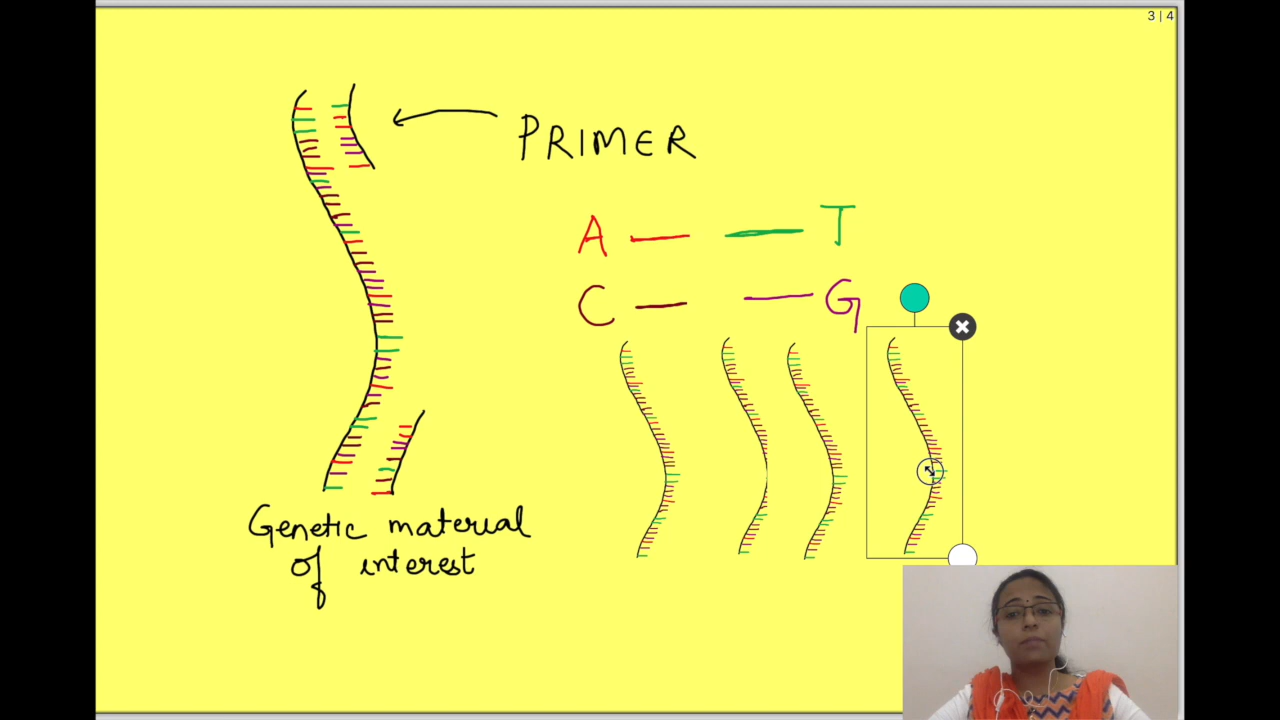 3 | 4
PRIMER
A T
C G
Genetic material
of interest